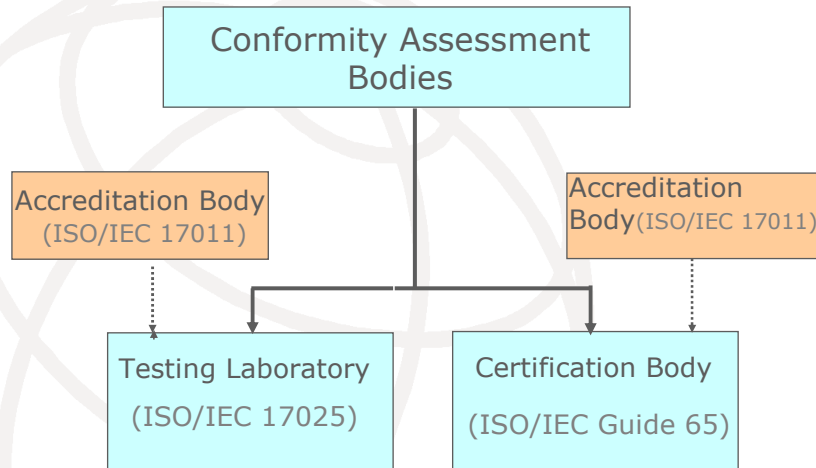 Conformity Assessment
Bodies
Accreditation Body
(ISO/IEC 17011)
Accreditation
Body(ISO/IEC 17011)
Testing Laboratory
(ISO/IEC 17025)
Certification Body
(ISO/IEC Guide 65)